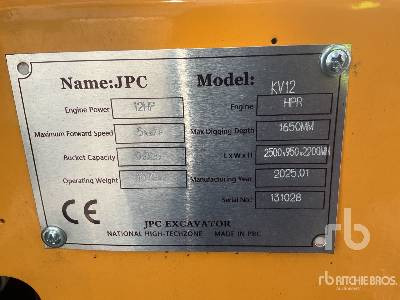 Name:JPC Model: KV12
Engine Power 12HP Engine HPR
Maximum Forward Speed Max Digging Depth 1650MM
Bucket Capacity LxWxH 2500x950x2200MM
Operating Weight Manufacturing Year 2025.01
Serial No.: 131028
CE
JPC EXCAVATOR
NATIONAL HIGH-TECHZONE MADE IN PRC
rb
RITCHIE BROS.
Auctioneers